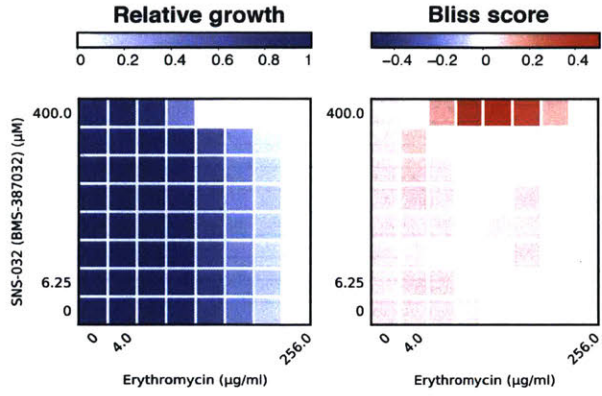 Relative growth
Bliss score
0 0.2 0.4 0.6 0.8 1
−0.4 −0.2 0 0.2 0.4
SNS-032 (BMS-387032) (µM)
400.0
6.25
0
0 4.0 256.0
Erythromycin (µg/ml)
400.0
6.25
0
0 4.0 256.0
Erythromycin (µg/ml)